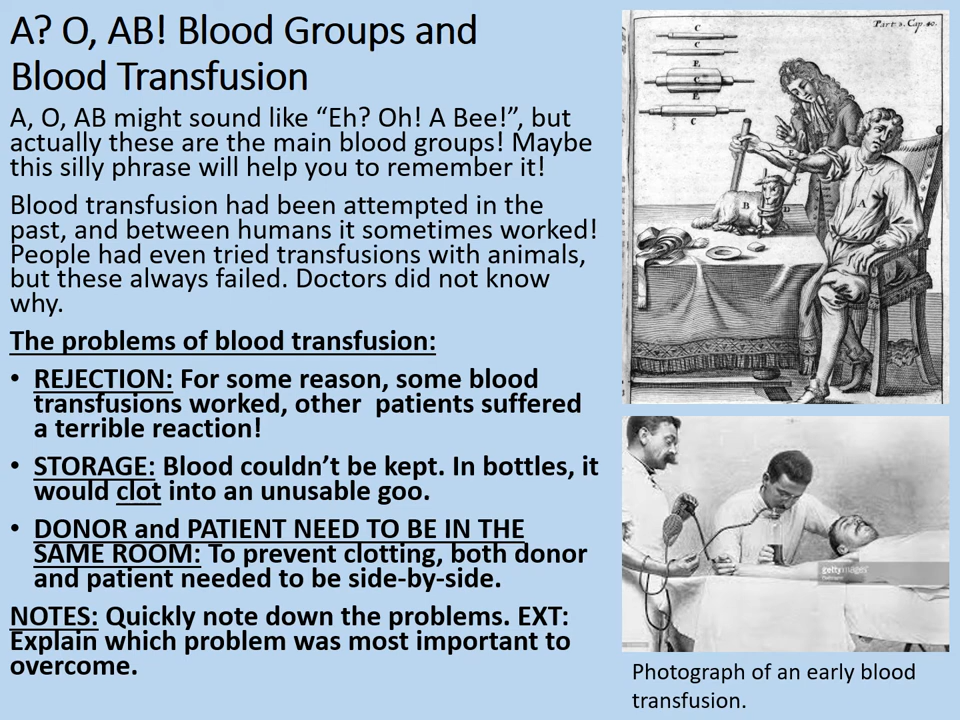 A? O, AB! Blood Groups and
Blood Transfusion
A, O, AB might sound like “Eh? Oh! A Bee!”, but
actually these are the main blood groups! Maybe
this silly phrase will help you to remember it!
Blood transfusion had been attempted in the
past, and between humans it sometimes worked!
People had even tried transfusions with animals,
but these always failed. Doctors did not know
why.
The problems of blood transfusion:
• REJECTION: For some reason, some blood
transfusions worked, other  patients suffered
a terrible reaction!
• STORAGE: Blood couldn’t be kept. In bottles, it
would clot into an unusable goo.
• DONOR and PATIENT NEED TO BE IN THE
SAME ROOM: To prevent clotting, both donor
and patient needed to be side-by-side.
NOTES: Quickly note down the problems. EXT:
Explain which problem was most important to
overcome.
Part 2. Cap. 40.
C
C
E
C
E
C
E
B
D
A
gettyimages
Photograph of an early blood
transfusion.